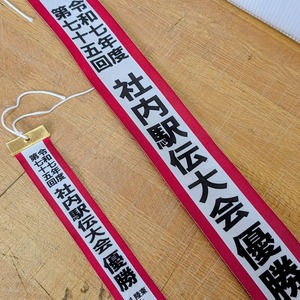 令和七年度
第七十五回
社内駅伝大会 優勝
令和七年度
第七十五回
社内駅伝大会 優勝